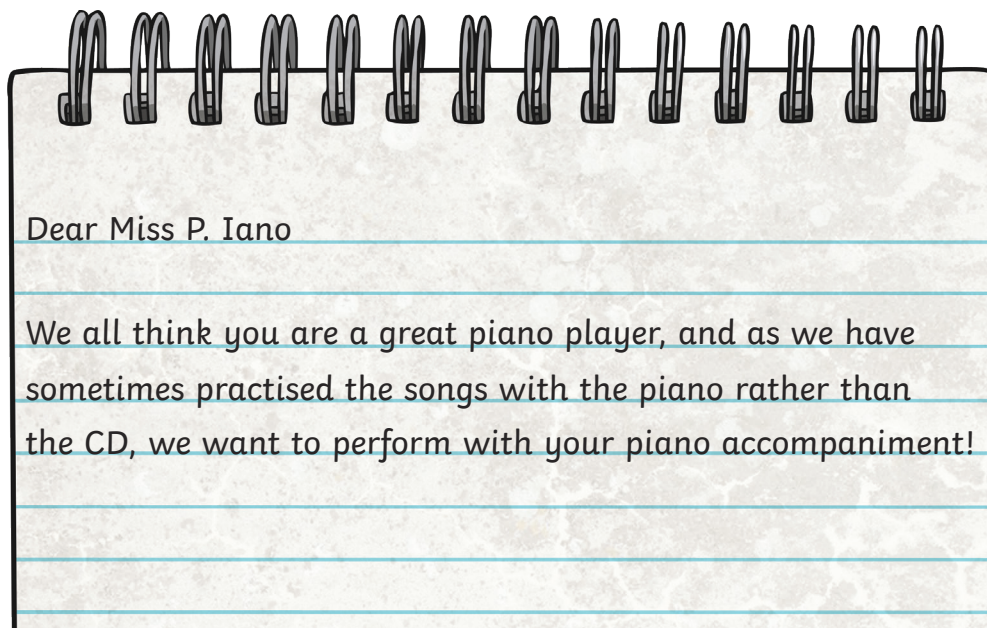 Dear Miss P. Iano
We all think you are a great piano player, and as we have
sometimes practised the songs with the piano rather than
the CD, we want to perform with your piano accompaniment!